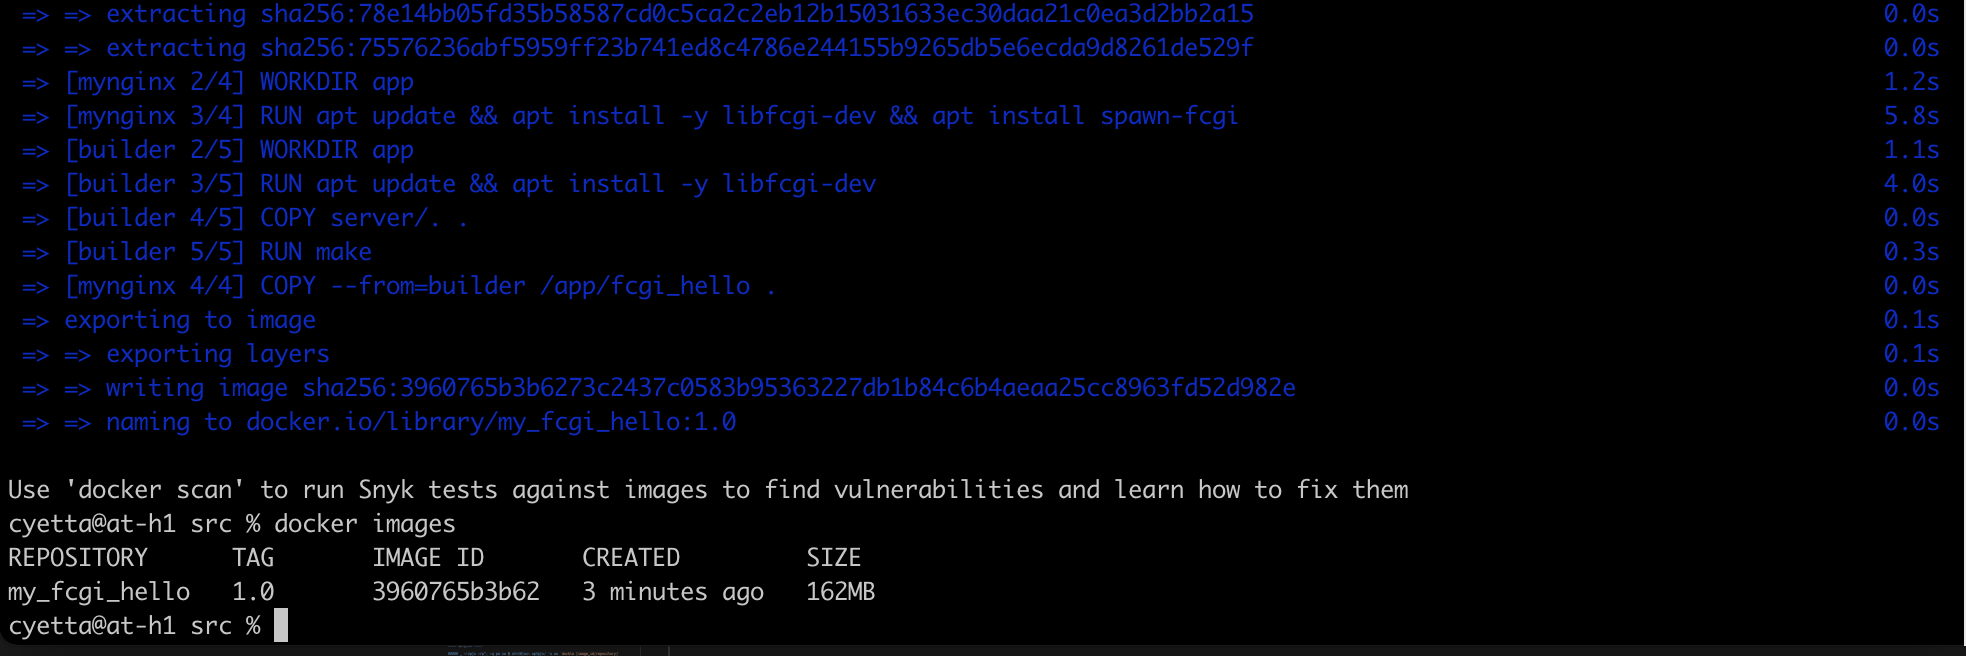 => => extracting sha256:78e14bb05fd35b58587cd0c5ca2c2eb12b15031633ec30daa21c0ea3d2bb2a15 0.0s
=> => extracting sha256:75576236abf5959ff23b741ed8c4786e244155b9265db5e6ecda9d8261de529f 0.0s
=> [mynginx 2/4] WORKDIR app 1.2s
=> [mynginx 3/4] RUN apt update && apt install -y libfcgi-dev && apt install spawn-fcgi 5.8s
=> [builder 2/5] WORKDIR app 1.1s
=> [builder 3/5] RUN apt update && apt install -y libfcgi-dev 4.0s
=> [builder 4/5] COPY server/. . 0.0s
=> [builder 5/5] RUN make 0.3s
=> [mynginx 4/4] COPY --from=builder /app/fcgi_hello . 0.0s
=> exporting to image 0.1s
=> => exporting layers 0.1s
=> => writing image sha256:3960765b3b6273c2437c0583b95363227db1b84c6b4aeaa25cc8963fd52d982e 0.0s
=> => naming to docker.io/library/my_fcgi_hello:1.0 0.0s
Use 'docker scan' to run Snyk tests against images to find vulnerabilities and learn how to fix them
cyetta@at-h1 src % docker images
REPOSITORY TAG IMAGE ID CREATED SIZE
my_fcgi_hello 1.0 3960765b3b62 3 minutes ago 162MB
cyetta@at-h1 src %